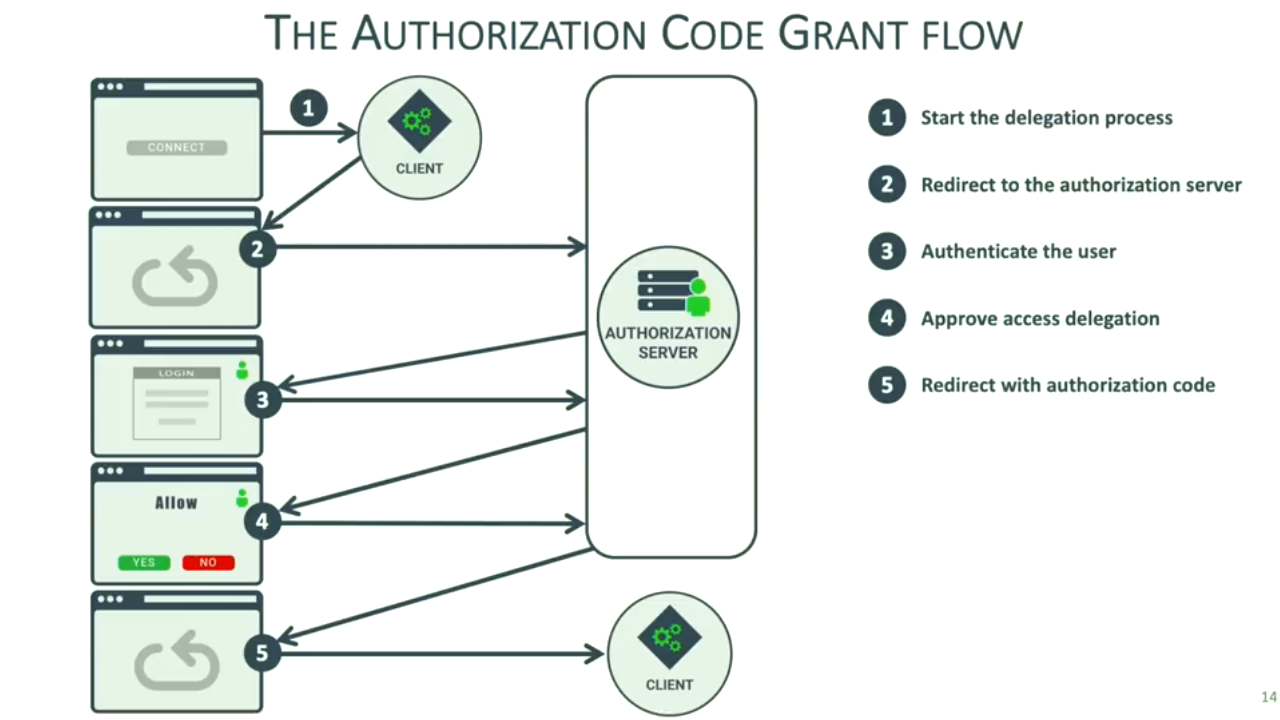 THE AUTHORIZATION CODE GRANT FLOW
1
CONNECT
CLIENT
2
AUTHORIZATION
SERVER
LOGIN
3
Allow
4
YES NO
5
CLIENT
1 Start the delegation process
2 Redirect to the authorization server
3 Authenticate the user
4 Approve access delegation
5 Redirect with authorization code
14